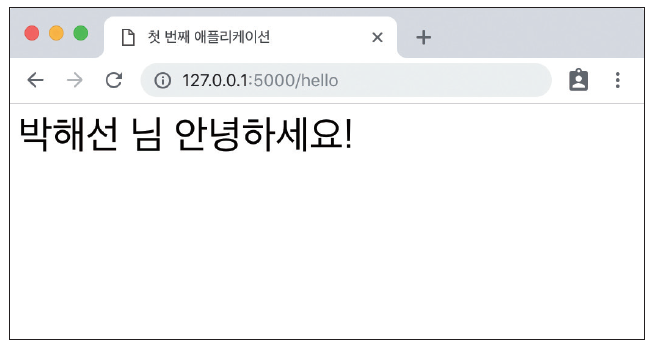 첫 번째 애플리케이션
127.0.0.1:5000/hello
박해선 님 안녕하세요!